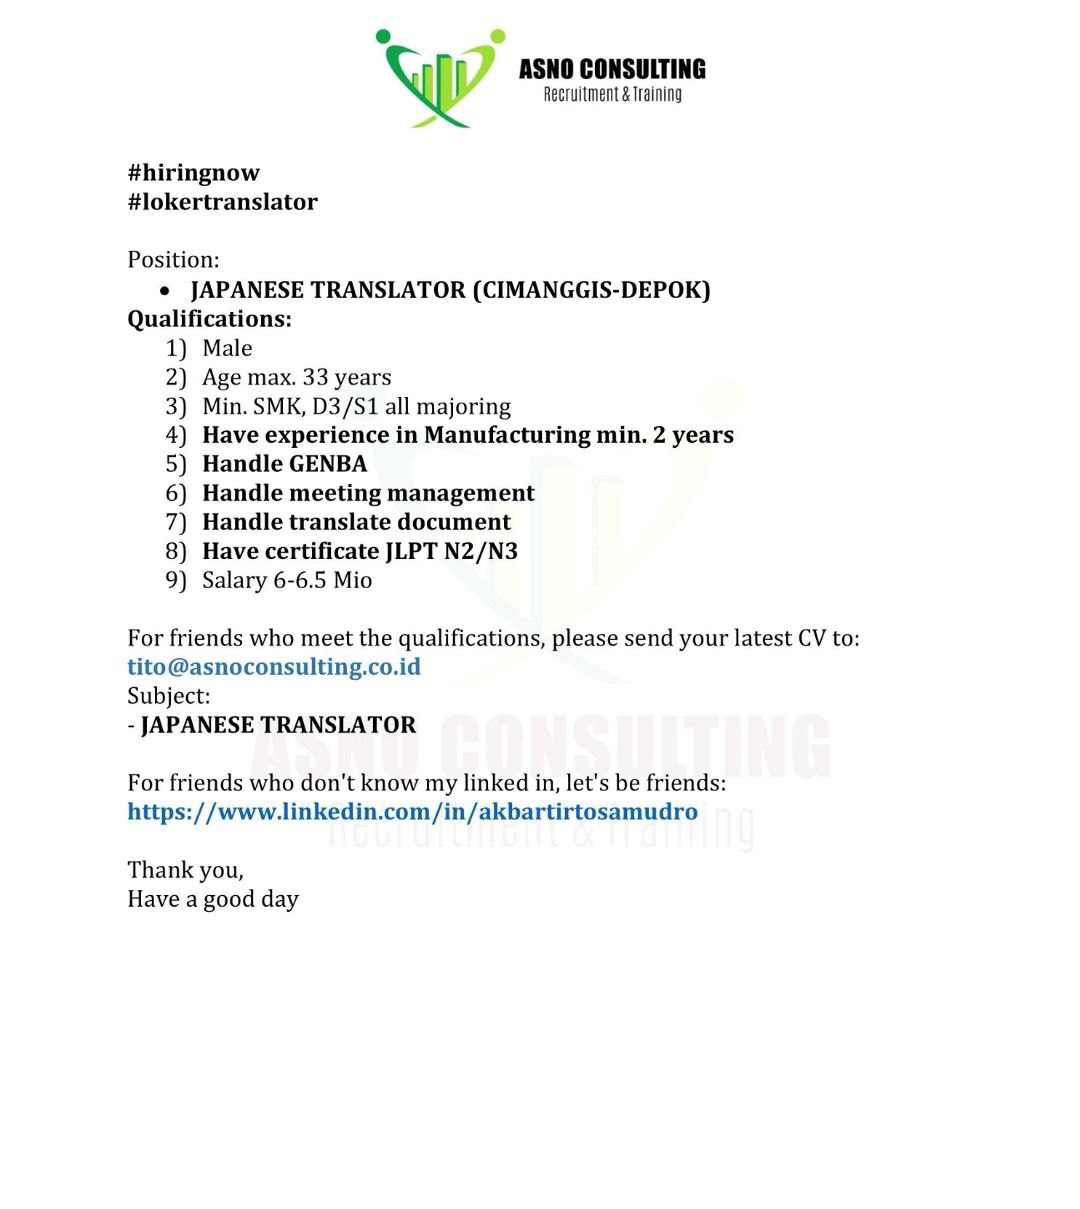 ASNO CONSULTING
Recruitment & Training
#hiringnow
#lokertranslator
Position:
• JAPANESE TRANSLATOR (CIMANGGIS-DEPOK)
Qualifications:
1) Male
2) Age max. 33 years
3) Min. SMK, D3/S1 all majoring
4) Have experience in Manufacturing min. 2 years
5) Handle GENBA
6) Handle meeting management
7) Handle translate document
8) Have certificate JLPT N2/N3
9) Salary 6-6.5 Mio
For friends who meet the qualifications, please send your latest CV to:
tito@asnoconsulting.co.id
Subject:
- JAPANESE TRANSLATOR
ASNO CONSULTING
For friends who don't know my linked in, let's be friends:
https://www.linkedin.com/in/akbartirtosamudro
Recruitment & Training
Thank you,
Have a good day